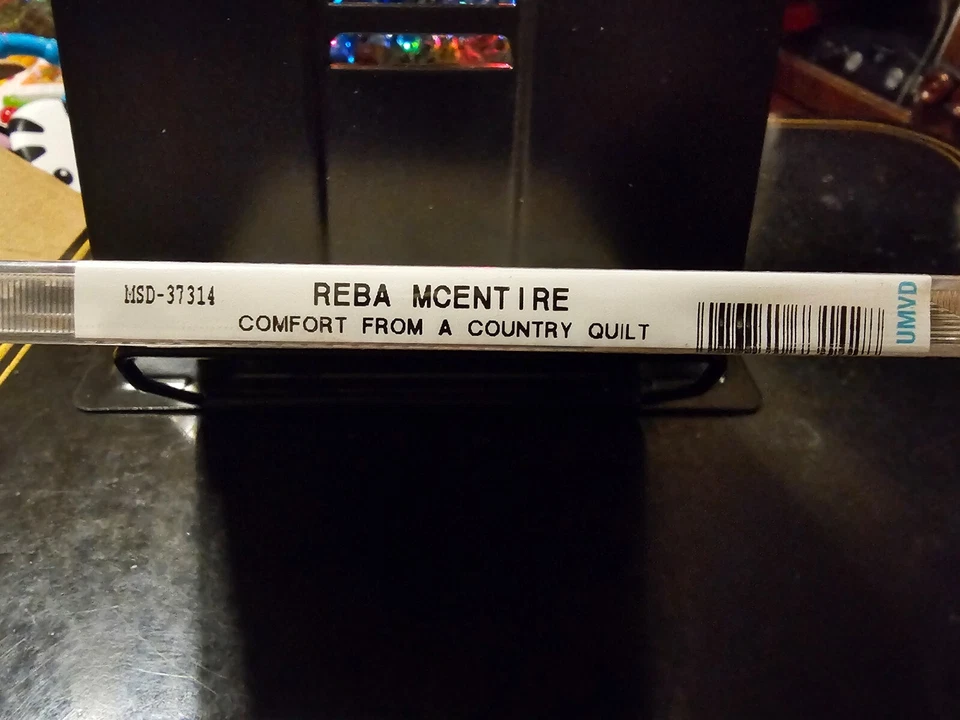 MSD-37314
REBA MCENTIRE
COMFORT FROM A COUNTRY QUILT
UMVD